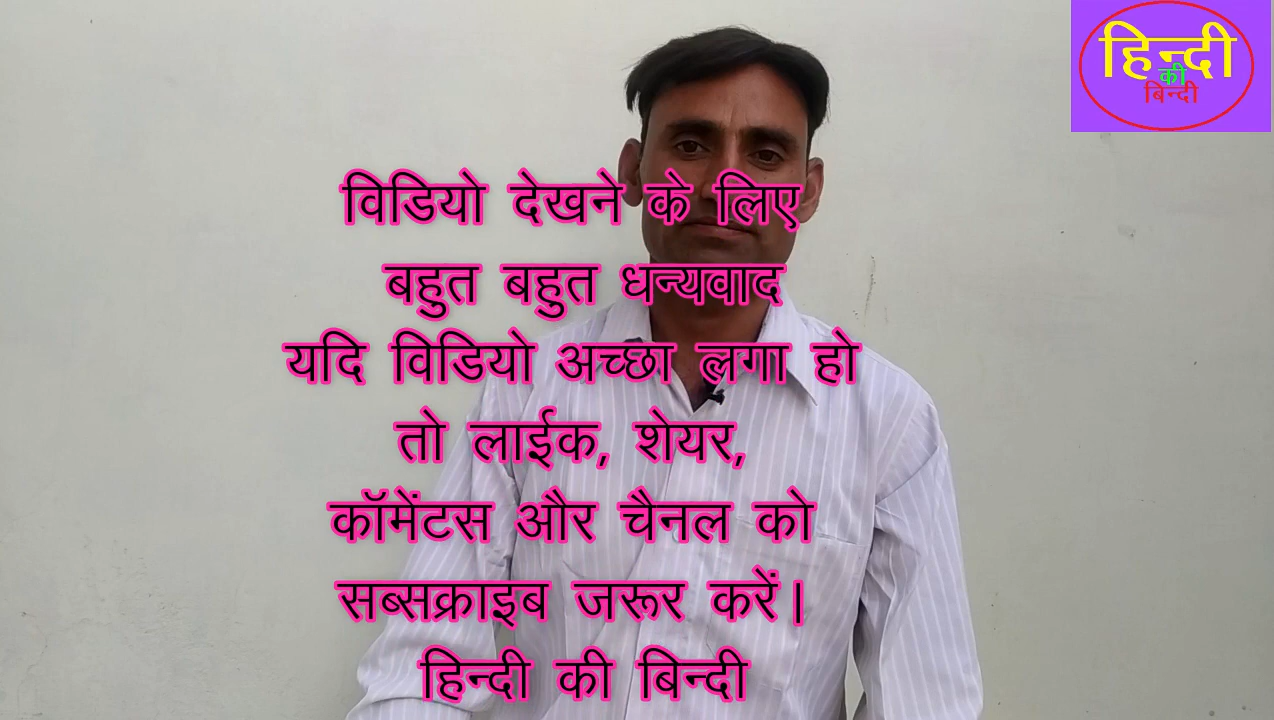 हिन्दी
की
बिन्दी
विडियो देखने के लिए
बहुत बहुत धन्यवाद
यदि विडियो अच्छा लगा हो
तो लाईक, शेयर,
कॉमेंटस और चैनल को
सब्सक्राइब जरूर करें।
हिन्दी की बिन्दी